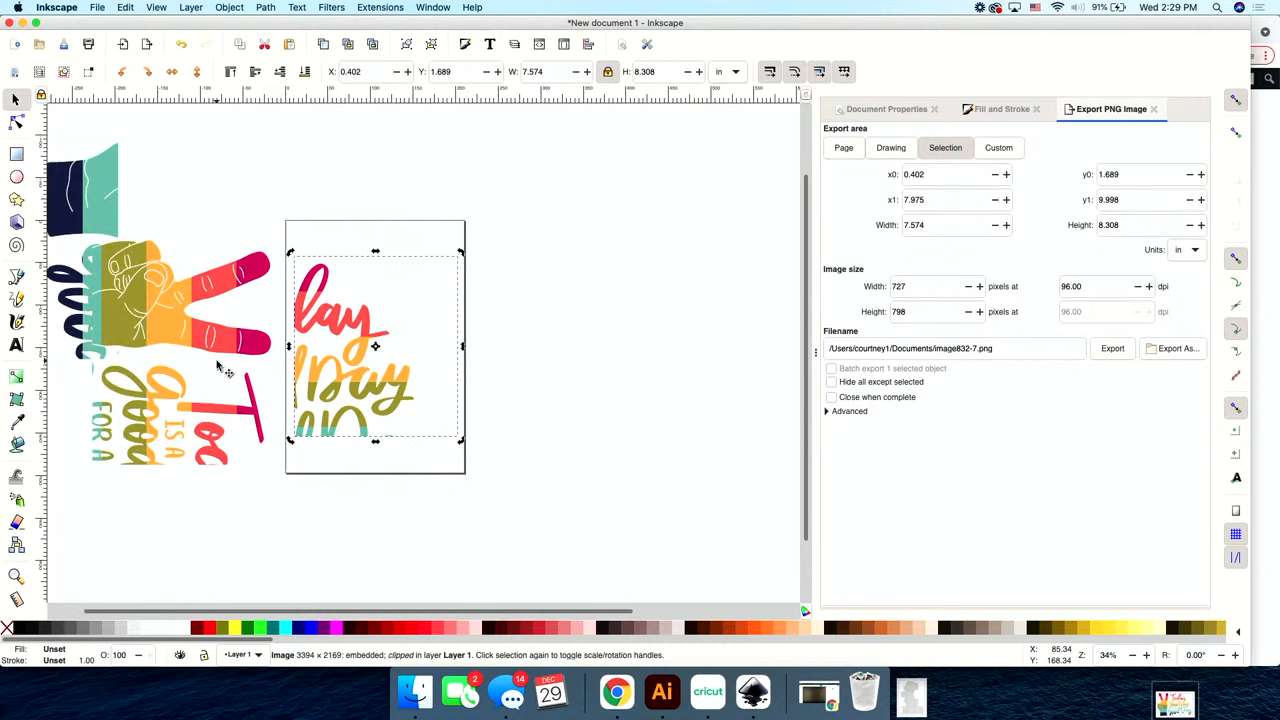 Inkscape File Edit View Layer Object Path Text Filters Extensions Window Help 91% Wed 2:29 PM
*New document 1 - Inkscape
X: 0.402 Y: 1.689 W: 7.574 H: 8.308 in
Document Properties Fill and Stroke Export PNG Image
Export area
Page Drawing Selection Custom
x0: 0.402 y0: 1.689
x1: 7.975 y1: 9.998
Width: 7.574 Height: 8.308
Units: in
Image size
Width: 727 pixels at 96.00 dpi
Height: 798 pixels at 96.00 dpi
Filename
/Users/courtney1/Documents/image832-7.png Export Export As...
Batch export 1 selected object
Hide all except selected
Close when complete
Advanced
lay
Day
IS A
good
FOR A
Fill: Unset
Stroke: Unset 1.00 O: 100 Layer 1 Image 3394 × 2169: embedded; clipped in layer Layer 1. Click selection again to toggle scale/rotation handles. X: 85.34 Y: 168.34 Z: 34% R: 0.00°
2 14 DEC 29 Ai cricut